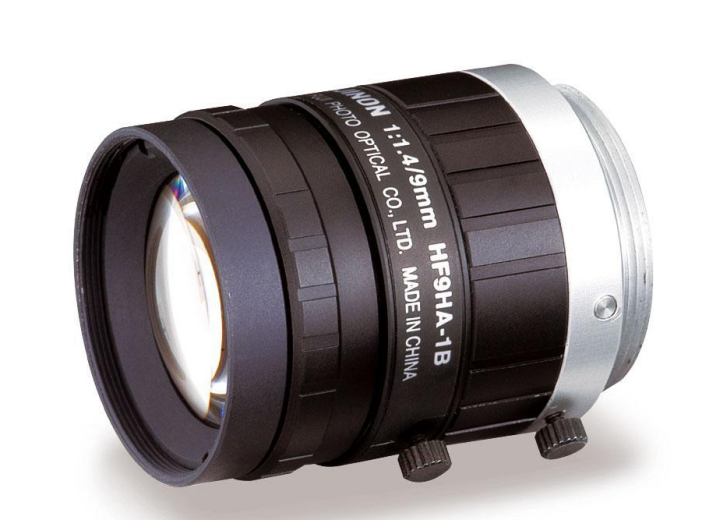 1:1.4/9mm HF9HA-1B
PHOTO OPTICAL CO., LTD. MADE IN CHINA